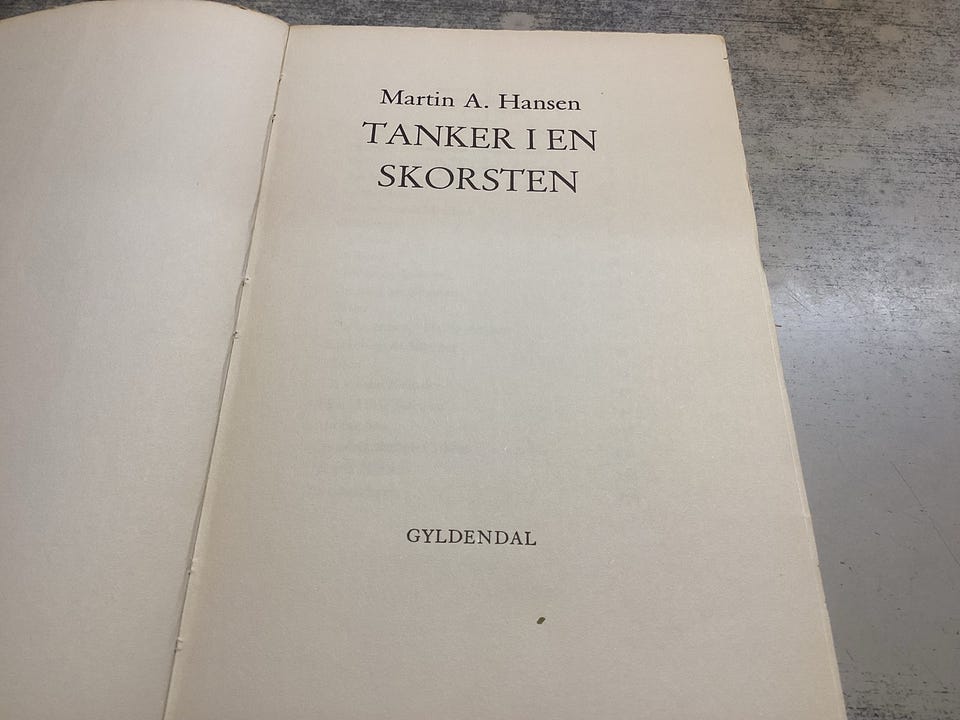 Martin A. Hansen
TANKER I EN
SKORSTEN
GYLDENDAL